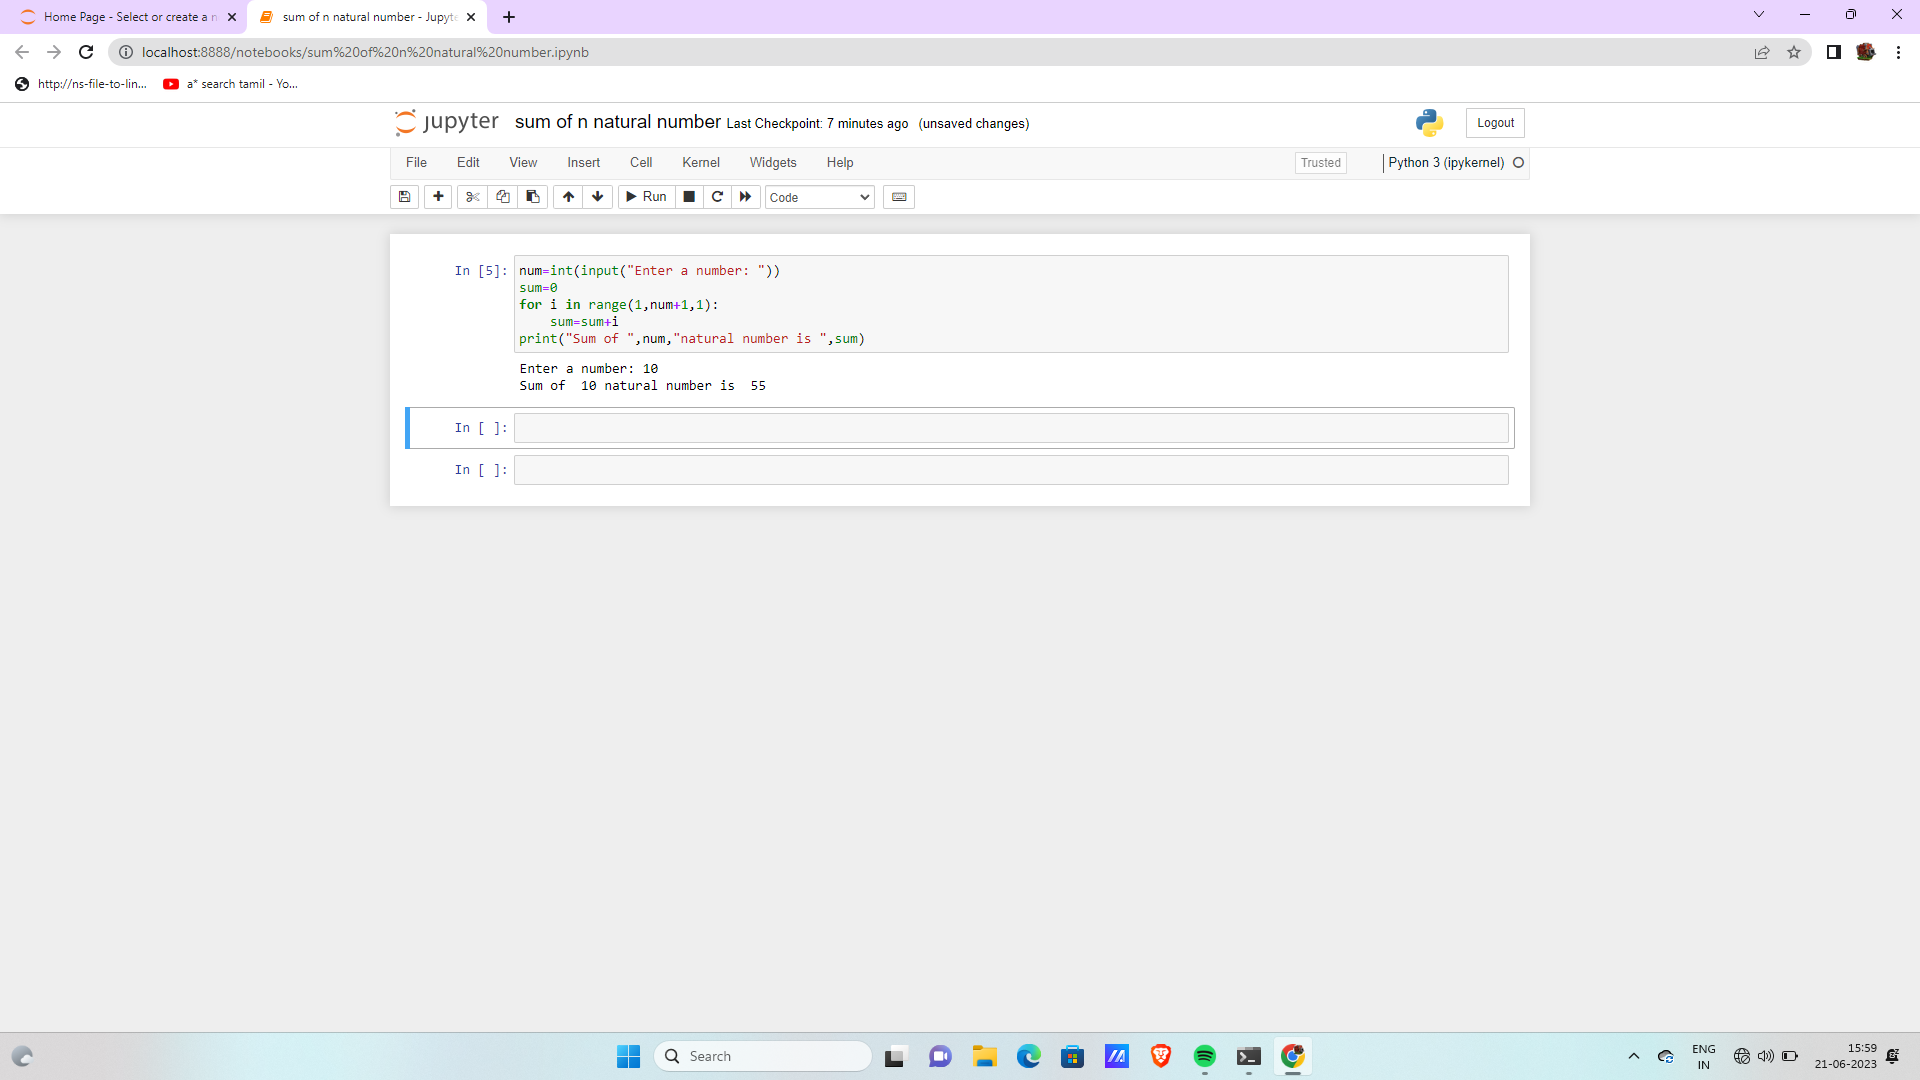 Home Page - Select or create a n
sum of n natural number - Jupyte
localhost:8888/notebooks/sum%20of%20n%20natural%20number.ipynb
http://ns-file-to-lin...
a* search tamil - Yo...
jupyter
sum of n natural number Last Checkpoint: 7 minutes ago (unsaved changes)
Logout
File Edit View Insert Cell Kernel Widgets Help
Trusted
Python 3 (ipykernel)
Run
Code
In [5]:
num=int(input("Enter a number: "))
sum=0
for i in range(1,num+1,1):
    sum=sum+i
print("Sum of ",num,"natural number is ",sum)
Enter a number: 10
Sum of  10 natural number is  55
In [ ]:
In [ ]:
Search
ENG
IN
15:59
21-06-2023